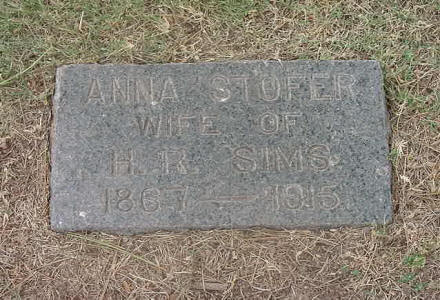 ANNA STOFER
WIFE OF
H. R. SIMS
1867 — 1915